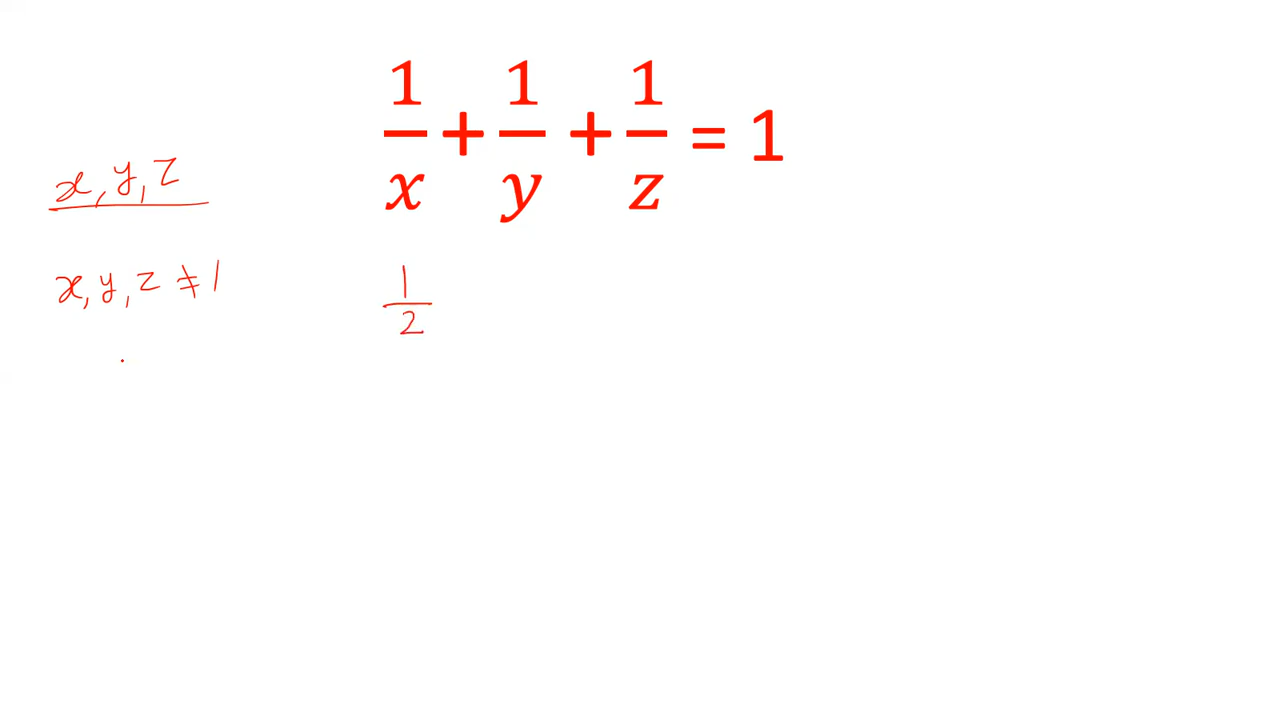 1/x + 1/y + 1/z = 1
x, y, z
x, y, z ≠ 1
1/2